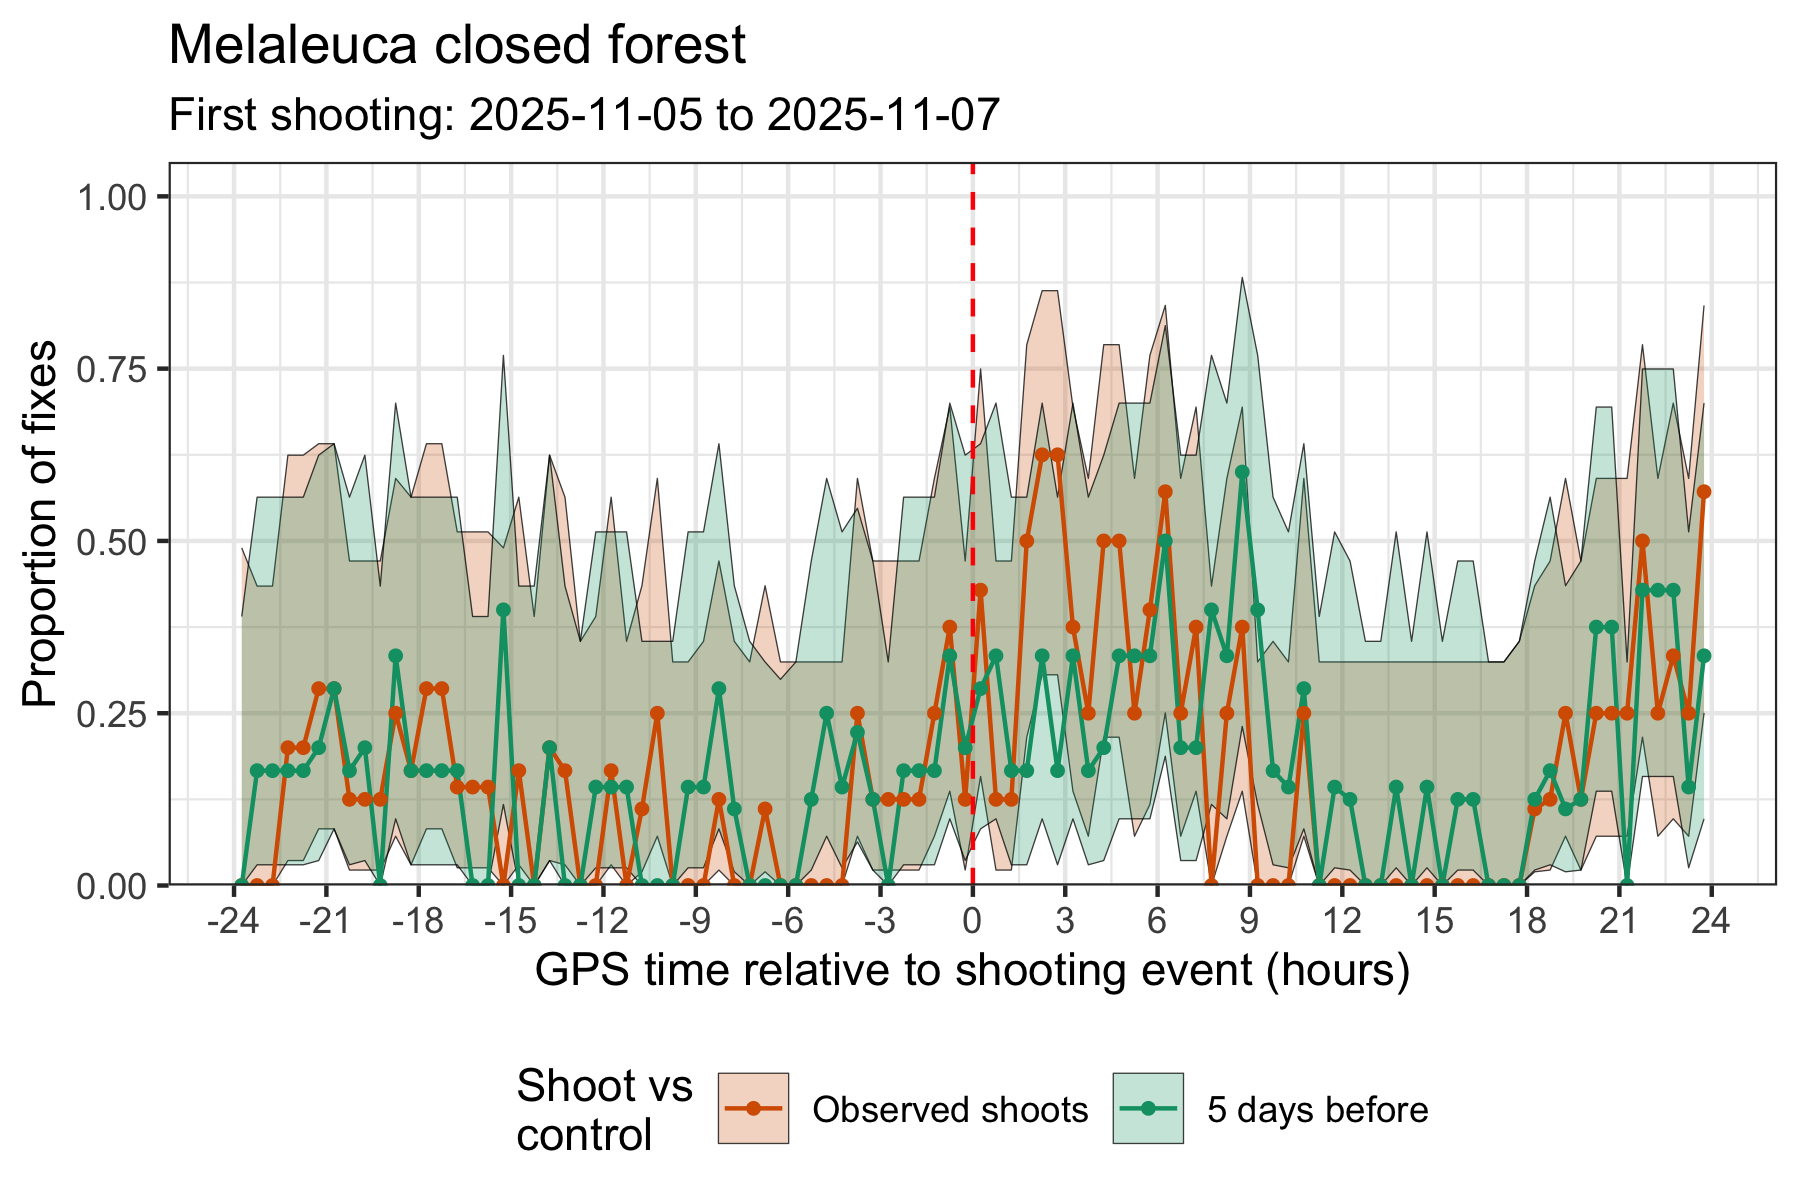 Melaleuca closed forest
First shooting: 2025-11-05 to 2025-11-07
Proportion of fixes
1.00
0.75
0.50
0.25
0.00
-24 -21 -18 -15 -12 -9 -6 -3 0 3 6 9 12 15 18 21 24
GPS time relative to shooting event (hours)
Shoot vs
control
Observed shoots
5 days before